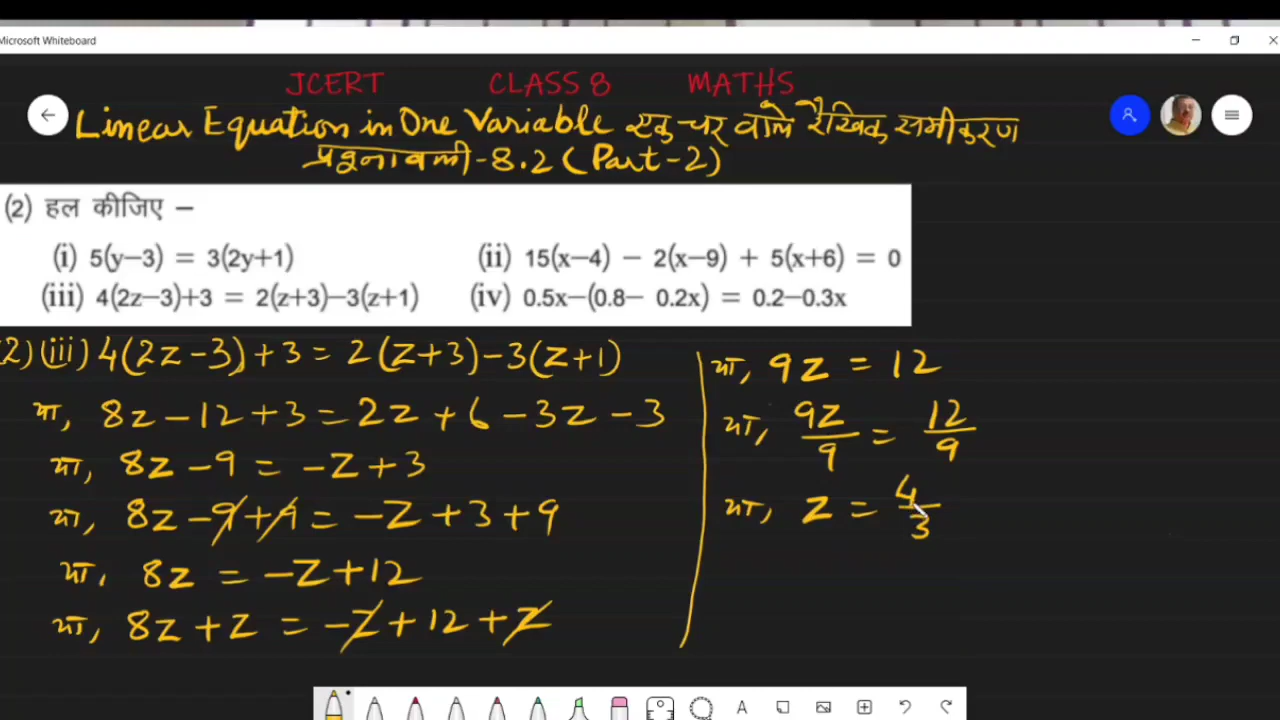 Microsoft Whiteboard
JCERT CLASS 8 MATHS
Linear Equation in One Variable एक चर वाले रैखिक समीकरण
प्रश्नावली-8.2 (Part-2)
(2) हल कीजिए –
(i) 5(y–3) = 3(2y+1) (ii) 15(x–4) – 2(x–9) + 5(x+6) = 0
(iii) 4(2z–3)+3 = 2(z+3)–3(z+1) (iv) 0.5x–(0.8– 0.2x) = 0.2–0.3x
2) (iii) 4(2z-3)+3=2(z+3)-3(z+1)
या, 8z-12+3=2z+6-3z-3
या, 8z-9=-z+3
या, 8z-9+9=-z+3+9
या, 8z=-z+12
या, 8z+z=-z+12+z
या, 9z=12
या, 9z/9=12/9
या, z=4/3
A